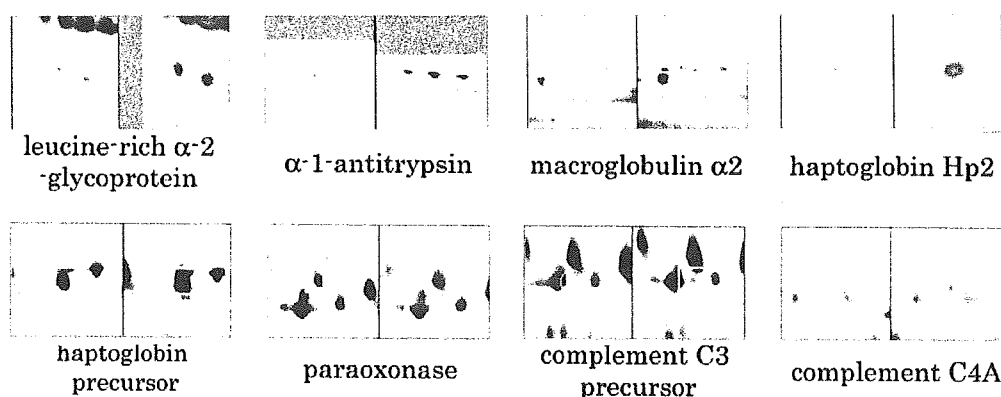 leucine-rich α-2
-glycoprotein
α-1-antitrypsin
macroglobulin α2
haptoglobin Hp2
haptoglobin
precursor
paraoxonase
complement C3
precursor
complement C4A